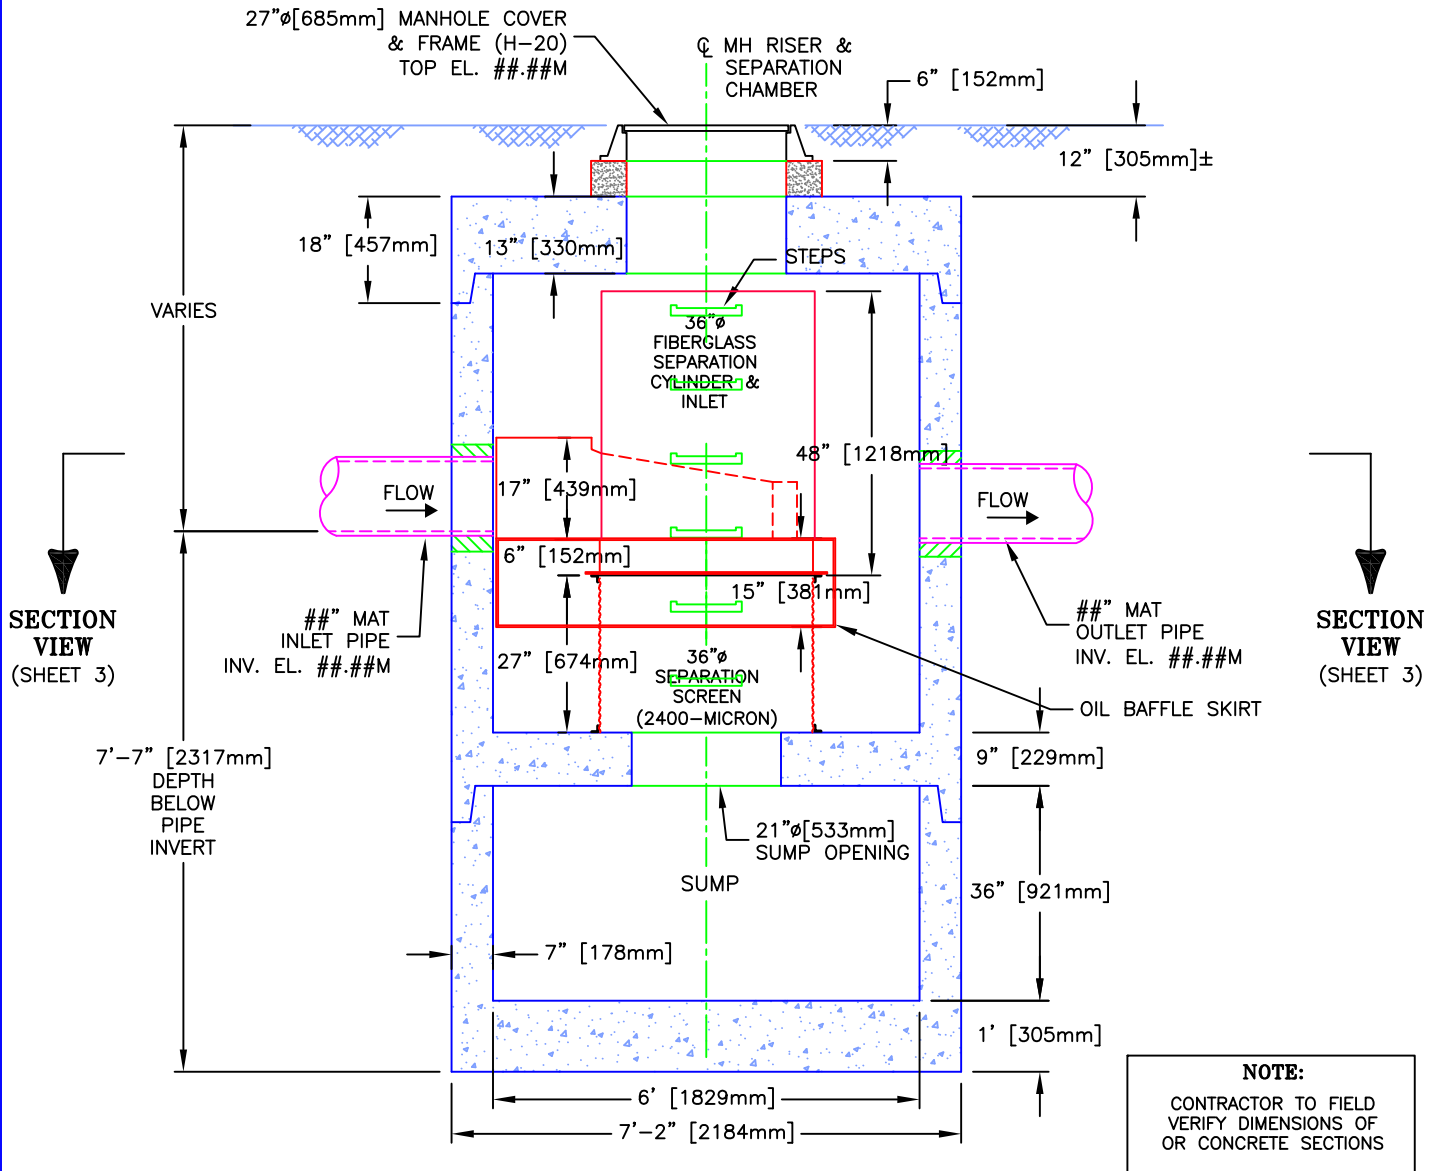 27"ø[685mm] MANHOLE COVER
& FRAME (H-20)
TOP EL. ##.##M
℄ MH RISER &
SEPARATION
CHAMBER
6" [152mm]
12" [305mm]±
18" [457mm]
13" [330mm]
STEPS
VARIES
36"ø
FIBERGLASS
SEPARATION
CYLINDER &
INLET
48" [1218mm]
17" [439mm]
FLOW
FLOW
6" [152mm]
15" [381mm]
SECTION
VIEW
(SHEET 3)
##" MAT
INLET PIPE
INV. EL. ##.##M
27" [674mm]
36"ø
SEPARATION
SCREEN
(2400-MICRON)
##" MAT
OUTLET PIPE
INV. EL. ##.##M
SECTION
VIEW
(SHEET 3)
OIL BAFFLE SKIRT
7'-7" [2317mm]
DEPTH
BELOW
PIPE
INVERT
9" [229mm]
21"ø[533mm]
SUMP OPENING
SUMP
36" [921mm]
7" [178mm]
1' [305mm]
6' [1829mm]
7'-2" [2184mm]
NOTE:
CONTRACTOR TO FIELD
VERIFY DIMENSIONS OF
OR CONCRETE SECTIONS